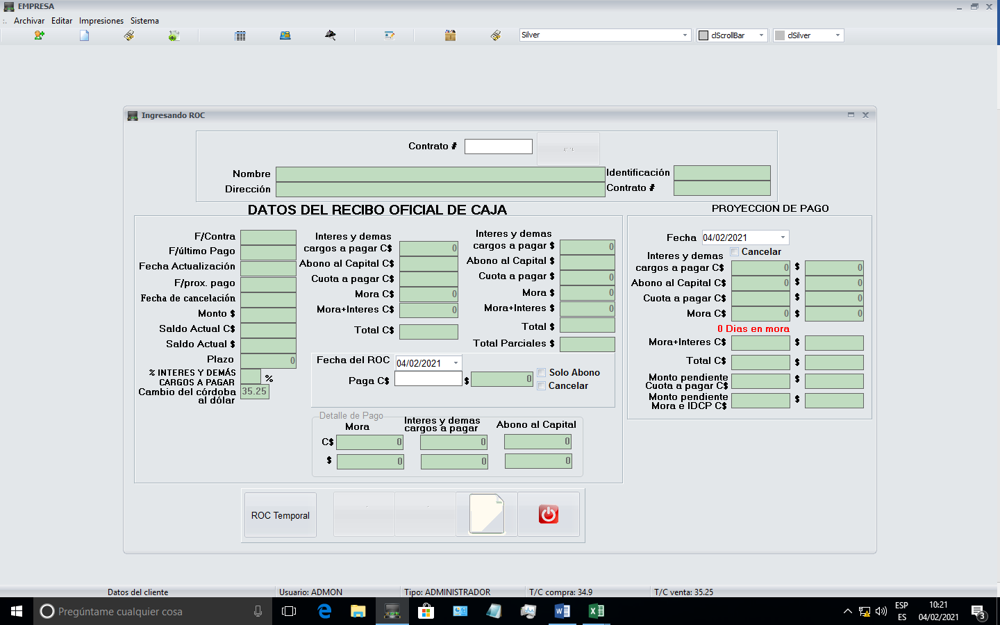 EMPRESA
Archivar Editar Impresiones Sistema
Silver clScrollBar clSilver
Ingresando ROC
Contrato #
Nombre
Identificación
Dirección
Contrato #
DATOS DEL RECIBO OFICIAL DE CAJA
F/Contra
F/último Pago
Fecha Actualización
F/prox. pago
Fecha de cancelación
Monto $
Saldo Actual C$
Saldo Actual $
Plazo 0
% INTERES Y DEMÁS
CARGOS A PAGAR %
Cambio del córdoba
al dólar 35.25
Interes y demas
cargos a pagar C$ 0
Abono al Capital C$
Cuota a pagar C$
Mora C$ 0
Mora+Interes C$ 0
Total C$
Interes y demas
cargos a pagar $ 0
Abono al Capital $
Cuota a pagar $ 0
Mora $ 0
Mora+Interes $ 0
Total $
Total Parciales $
Fecha del ROC 04/02/2021
Paga C$ $ 0
Solo Abono
Cancelar
Detalle de Pago
Mora
Interes y demas
cargos a pagar
Abono al Capital
C$ 0 0 0
$ 0 0 0
PROYECCION DE PAGO
Fecha 04/02/2021
Cancelar
Interes y demas
cargos a pagar C$ 0 $ 0
Abono al Capital C$ 0 $ 0
Cuota a pagar C$ $ 0
Mora C$ 0 $ 0
0 Dias en mora
Mora+Interes C$ $
Total C$ $
Monto pendiente
Cuota a pagar C$ $
Monto pendiente
Mora e IDCP C$ $
ROC Temporal
Datos del cliente Usuario: ADMON Tipo: ADMINISTRADOR T/C compra: 34.9 T/C venta: 35.25
Pregúntame cualquier cosa
ESP
ES
10:21
04/02/2021
3